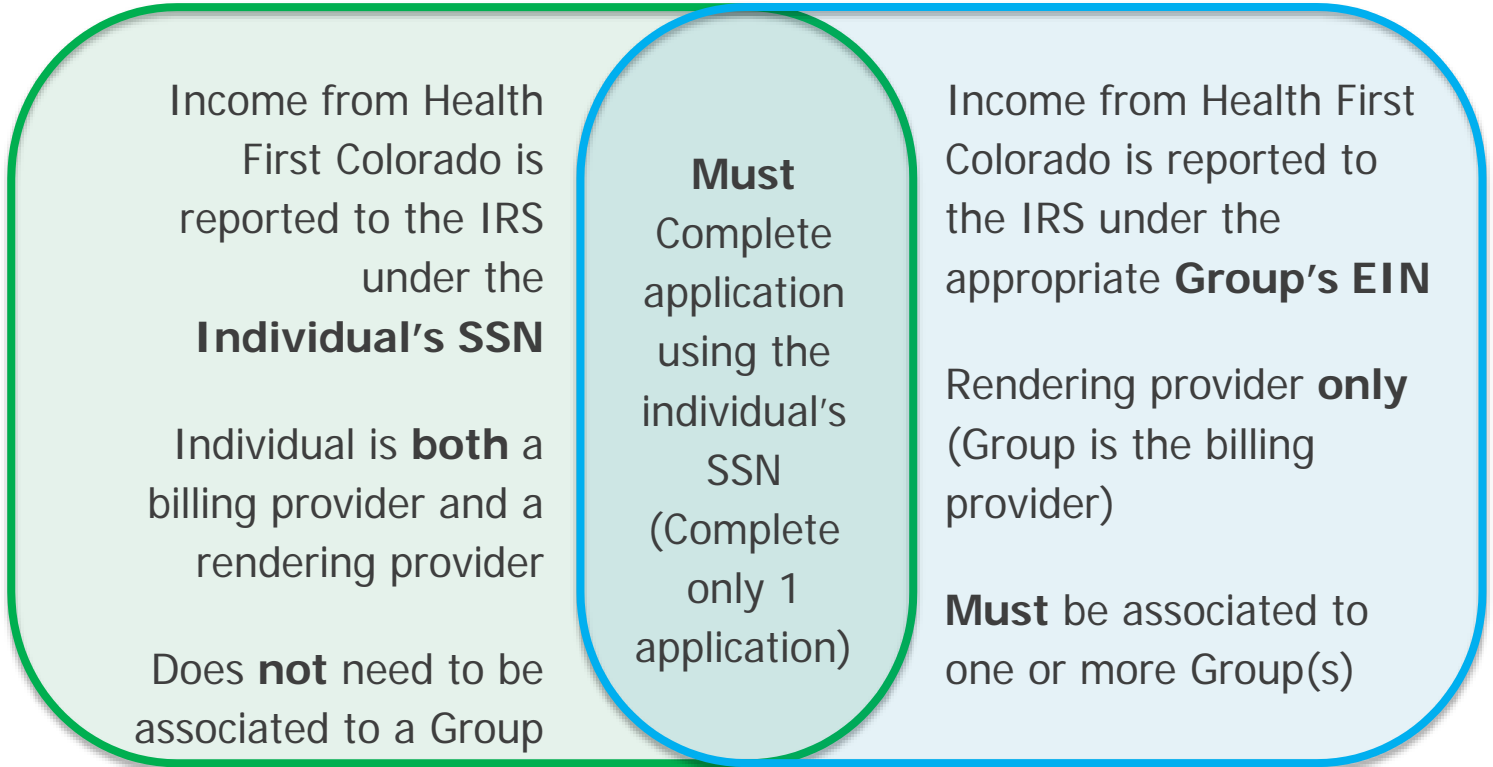 Income from Health
First Colorado is
reported to the IRS
under the
Individual’s SSN
Individual is both a
billing provider and a
rendering provider
Does not need to be
associated to a Group
Must
Complete
application
using the
individual’s
SSN
(Complete
only 1
application)
Income from Health First
Colorado is reported to
the IRS under the
appropriate Group’s EIN
Rendering provider only
(Group is the billing
provider)
Must be associated to
one or more Group(s)